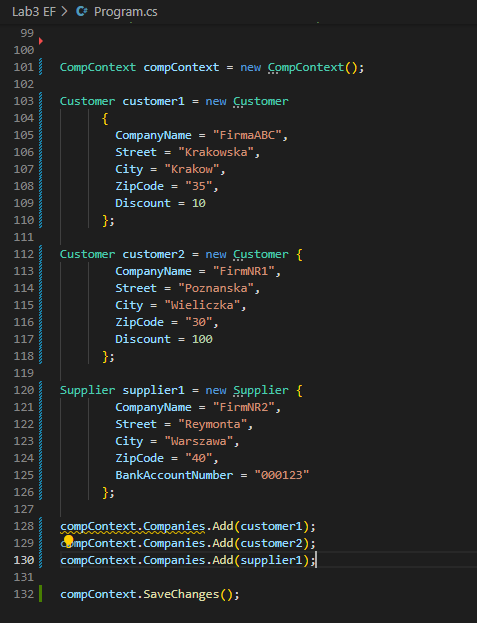 Lab3 EF > C# Program.cs
99
100
101 CompContext compContext = new CompContext();
102
103 Customer customer1 = new Customer
104 {
105 CompanyName = "FirmaABC",
106 Street = "Krakowska",
107 City = "Krakow",
108 ZipCode = "35",
109 Discount = 10
110 };
111
112 Customer customer2 = new Customer {
113 CompanyName = "FirmNR1",
114 Street = "Poznanska",
115 City = "Wieliczka",
116 ZipCode = "30",
117 Discount = 100
118 };
119
120 Supplier supplier1 = new Supplier {
121 CompanyName = "FirmNR2",
122 Street = "Reymonta",
123 City = "Warszawa",
124 ZipCode = "40",
125 BankAccountNumber = "000123"
126 };
127
128 compContext.Companies.Add(customer1);
129 compContext.Companies.Add(customer2);
130 compContext.Companies.Add(supplier1);
131
132 compContext.SaveChanges();